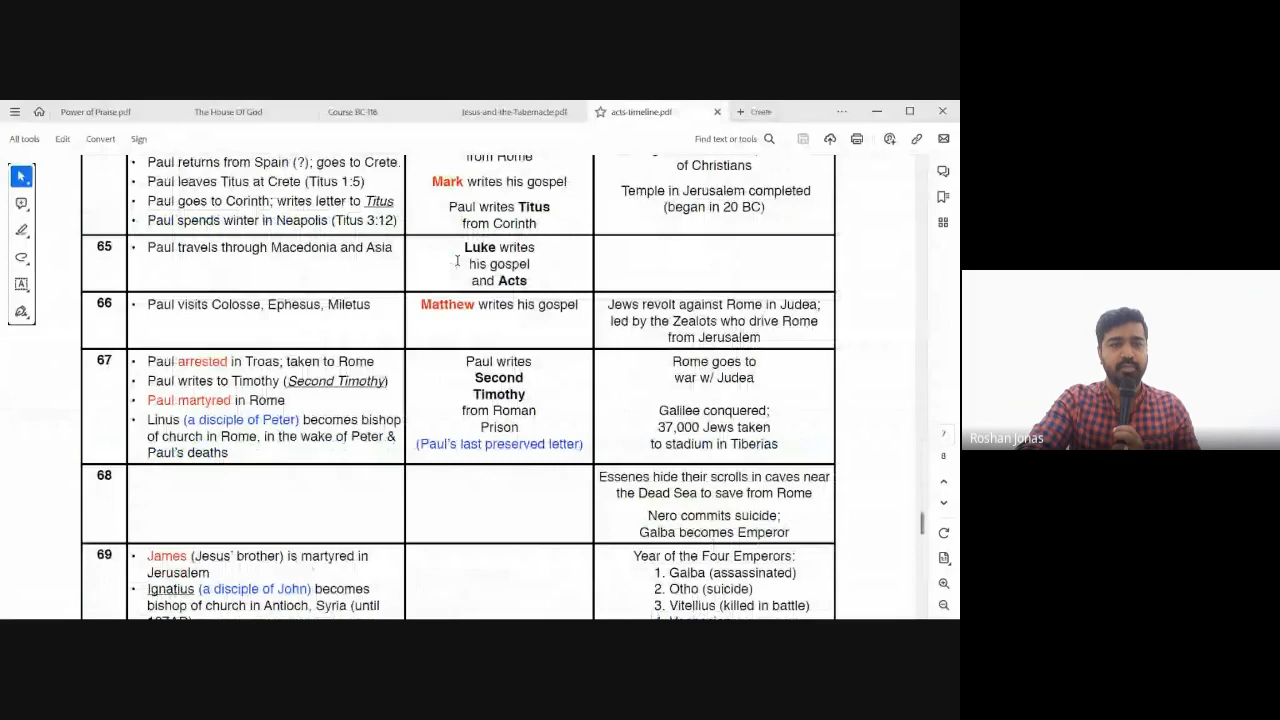 Power of Praise.pdf
The House Of God
Course BC-116
Jesus-and-the-Tabernacle.pdf
acts-timeline.pdf
Create
All tools
Edit
Convert
Sign
Find text or tools
• Paul returns from Spain (?); goes to Crete.
• Paul leaves Titus at Crete (Titus 1:5)
• Paul goes to Corinth; writes letter to Titus
• Paul spends winter in Neapolis (Titus 3:12)
from Rome
Mark writes his gospel
Paul writes Titus
from Corinth
of Christians
Temple in Jerusalem completed
(began in 20 BC)
65
• Paul travels through Macedonia and Asia
Luke writes
his gospel
and Acts
66
• Paul visits Colosse, Ephesus, Miletus
Matthew writes his gospel
Jews revolt against Rome in Judea;
led by the Zealots who drive Rome
from Jerusalem
67
• Paul arrested in Troas; taken to Rome
• Paul writes to Timothy (Second Timothy)
• Paul martyred in Rome
• Linus (a disciple of Peter) becomes bishop
of church in Rome, in the wake of Peter &
Paul's deaths
Paul writes
Second
Timothy
from Roman
Prison
(Paul's last preserved letter)
Rome goes to
war w/ Judea
Galilee conquered;
37,000 Jews taken
to stadium in Tiberias
68
Essenes hide their scrolls in caves near
the Dead Sea to save from Rome
Nero commits suicide;
Galba becomes Emperor
69
• James (Jesus' brother) is martyred in
Jerusalem
• Ignatius (a disciple of John) becomes
bishop of church in Antioch, Syria (until
Year of the Four Emperors:
1. Galba (assassinated)
2. Otho (suicide)
3. Vitellius (killed in battle)
7
8
Roshan Jonas